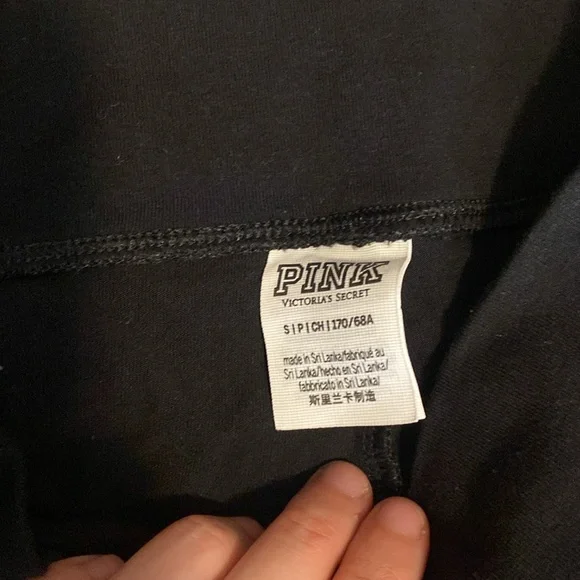 PINK
VICTORIA'S SECRET
S|P|CH|170/68A
made in Sri Lanka/fabriqué au
Sri Lanka/hecho en Sri Lanka/
fabbricato in Sri Lanka/
斯里兰卡制造